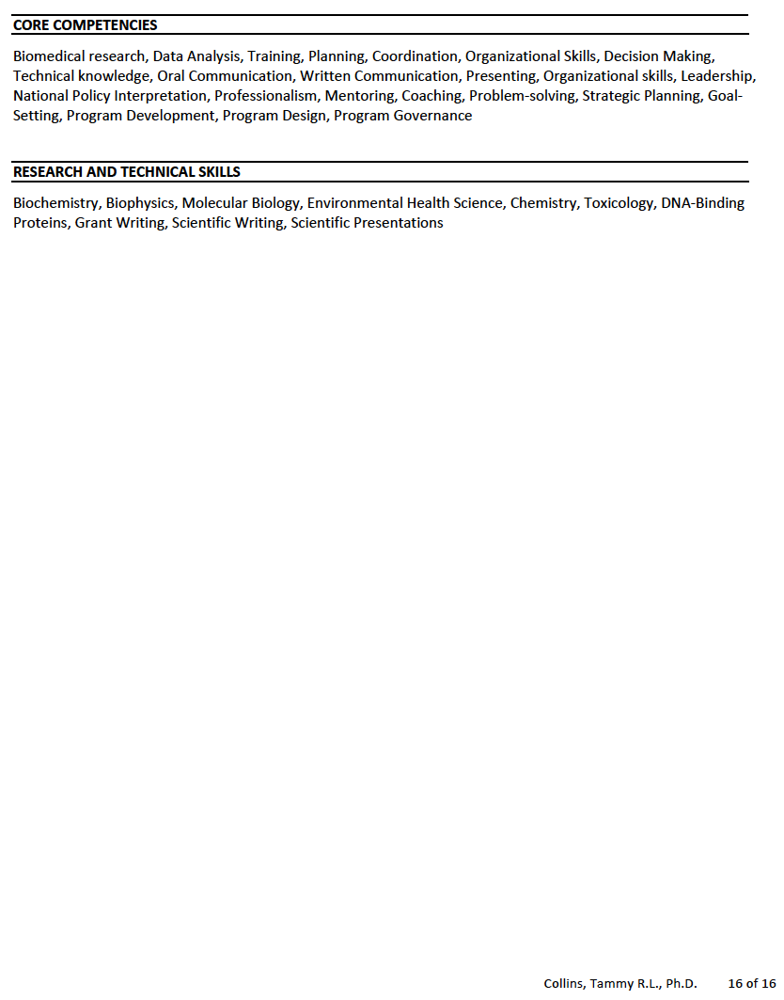 CORE COMPETENCIES
Biomedical research, Data Analysis, Training, Planning, Coordination, Organizational Skills, Decision Making,
Technical knowledge, Oral Communication, Written Communication, Presenting, Organizational skills, Leadership,
National Policy Interpretation, Professionalism, Mentoring, Coaching, Problem-solving, Strategic Planning, Goal-
Setting, Program Development, Program Design, Program Governance
RESEARCH AND TECHNICAL SKILLS
Biochemistry, Biophysics, Molecular Biology, Environmental Health Science, Chemistry, Toxicology, DNA-Binding
Proteins, Grant Writing, Scientific Writing, Scientific Presentations
Collins, Tammy R.L., Ph.D. 16 of 16